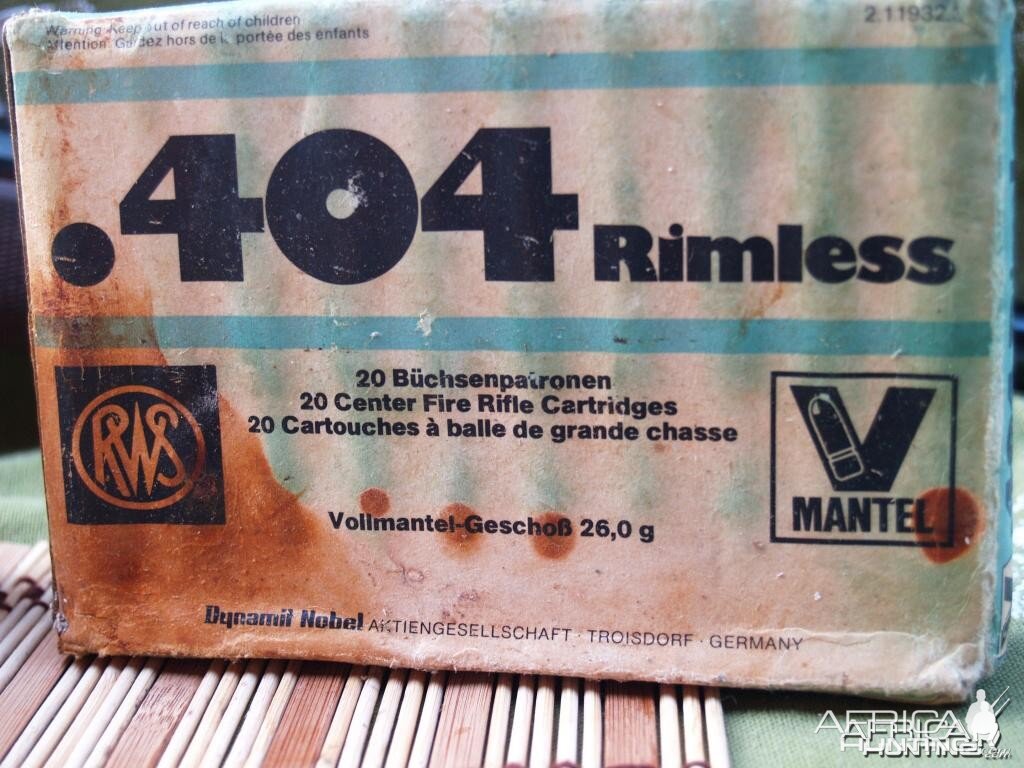 Warning Keep out of reach of children
Attention Gardez hors de la portée des enfants
2.11932
.404 Rimless
RWS
20 Büchsenpatronen
20 Center Fire Rifle Cartridges
20 Cartouches à balle de grande chasse
Vollmantel-Geschoß 26,0 g
V
MANTEL
Dynamit Nobel AKTIENGESELLSCHAFT · TROISDORF · GERMANY
AFRICA
HUNTING.com